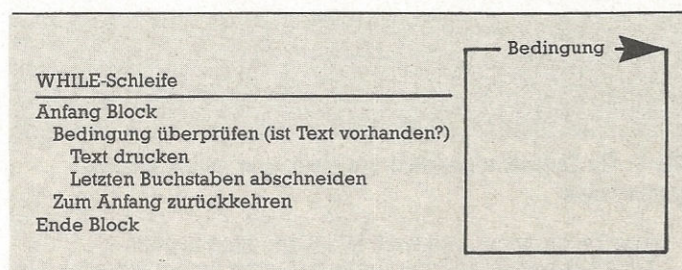 WHILE-Schleife
Anfang Block
Bedingung überprüfen (ist Text vorhanden?)
Text drucken
Letzten Buchstaben abschneiden
Zum Anfang zurückkehren
Ende Block
Bedingung